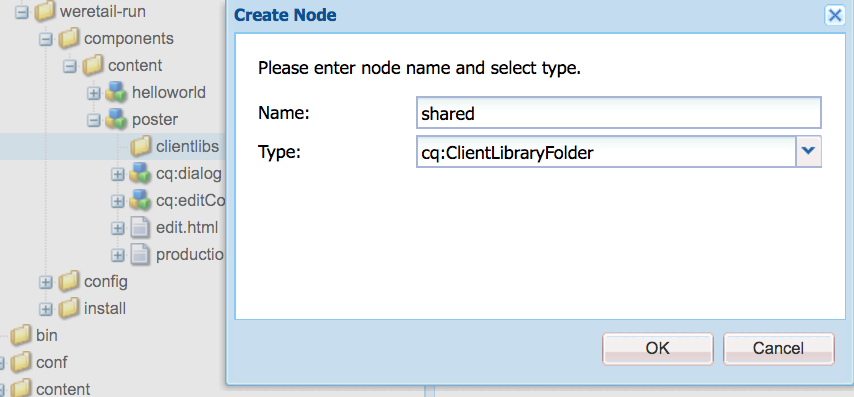 weretail-run
components
content
helloworld
poster
clientlibs
cq:dialog
cq:editCo
edit.html
productio
config
install
bin
conf
content
Create Node
Please enter node name and select type.
Name: shared
Type: cq:ClientLibraryFolder
OK Cancel